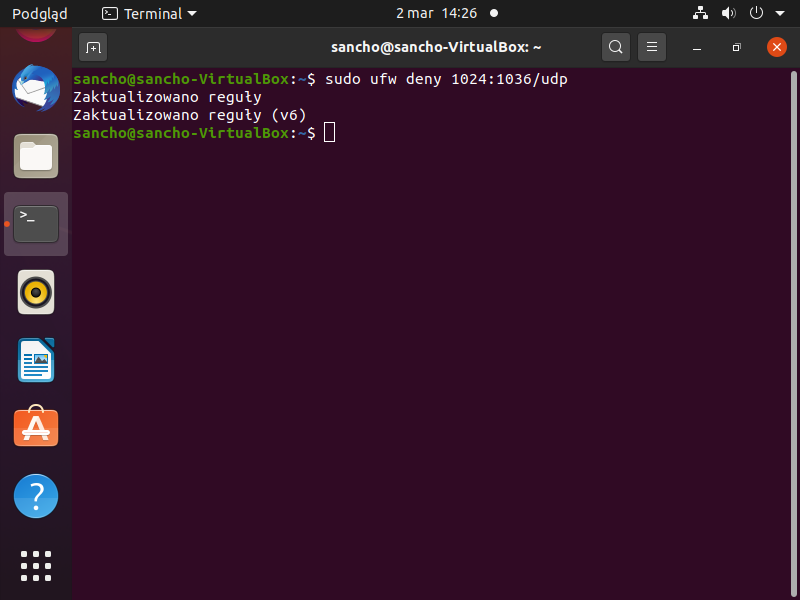 Podgląd
Terminal
2 mar 14:26
sancho@sancho-VirtualBox: ~
sancho@sancho-VirtualBox:~$ sudo ufw deny 1024:1036/udp
Zaktualizowano reguły
Zaktualizowano reguły (v6)
sancho@sancho-VirtualBox:~$